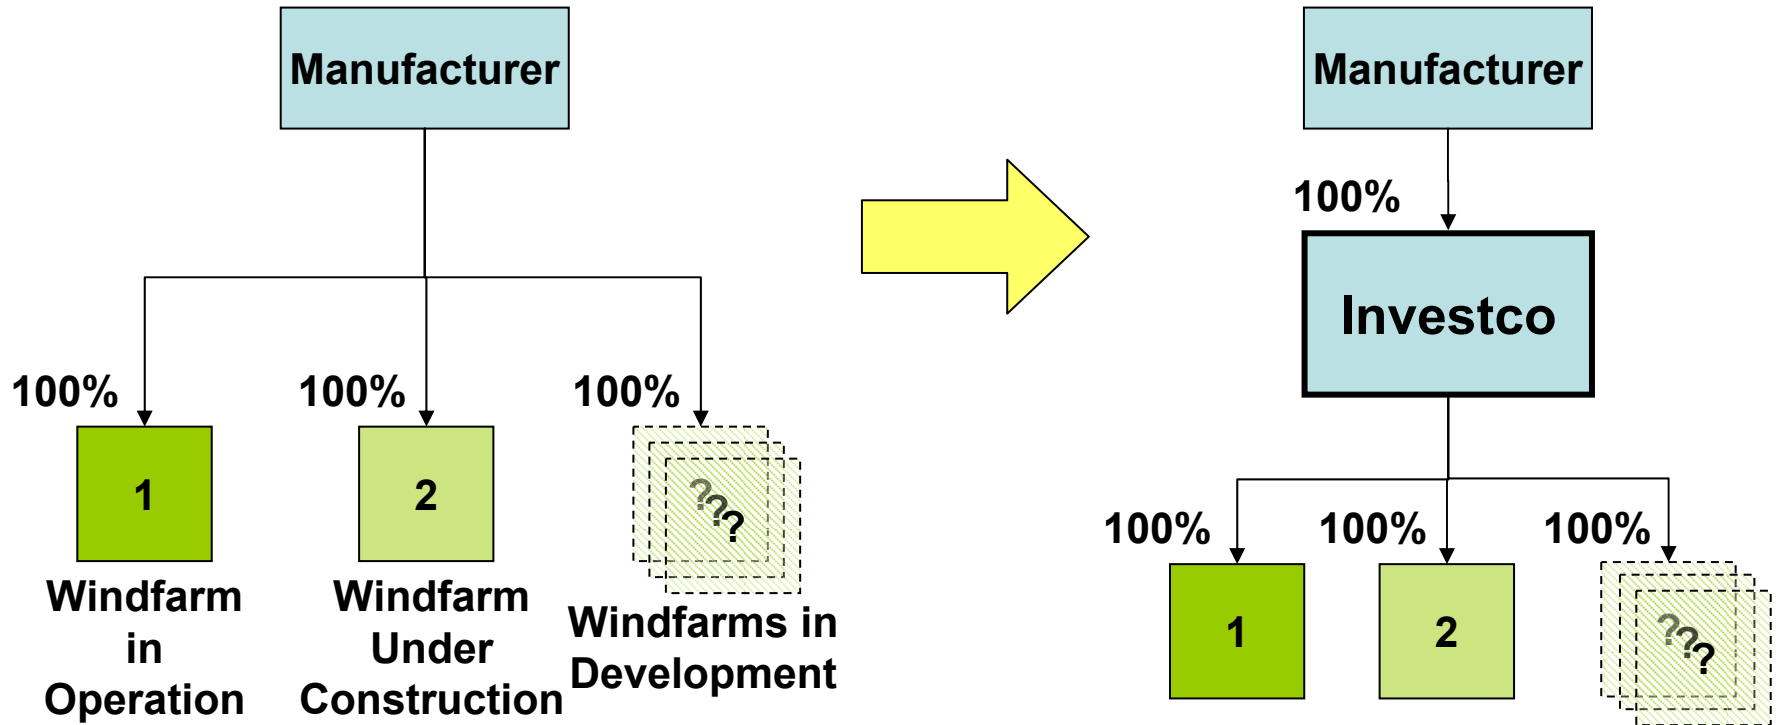 Manufacturer
100%
100%
100%
1
2
???
Windfarm
in
Operation
Windfarm
Under
Construction
Windfarms in
Development
Manufacturer
100%
Investco
100%
100%
100%
1
2
???